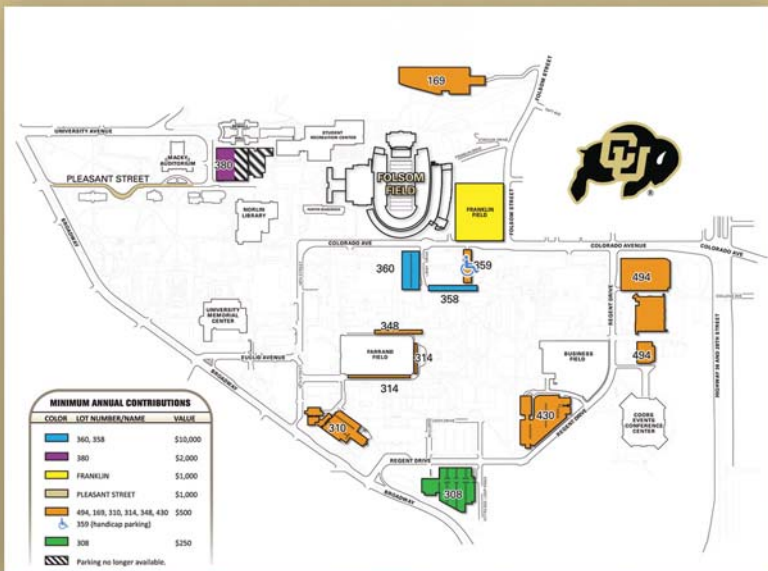 169
FOLSOM STREET
UNIVERSITY AVENUE
STUDENT
RECREATION CENTER
MACKY
AUDITORIUM
380
CU
®
PLEASANT STREET
FOLSOM
FIELD
FRANKLIN
FIELD
FOLSOM STREET
NORLIN
LIBRARY
BROADWAY
COLORADO AVE
COLORADO AVENUE
COLORADO AVE
360
359
358
494
REGENT DRIVE
UNIVERSITY
MEMORIAL
CENTER
348
FARRAND
FIELD
314
314
EUCLID AVENUE
BUSINESS
FIELD
494
HIGHWAY 36 AND 28TH STREET
BROADWAY
COORS
EVENTS
CONFERENCE
CENTER
310
430
REGENT DRIVE
REGENT DRIVE
308
BROADWAY
MINIMUM ANNUAL CONTRIBUTIONS
COLOR LOT NUMBER/NAME VALUE
360, 358 $10,000
380 $2,000
FRANKLIN $1,000
PLEASANT STREET $1,000
494, 169, 310, 314, 348, 430 $500
359 (handicap parking)
308 $250
Parking no longer available.